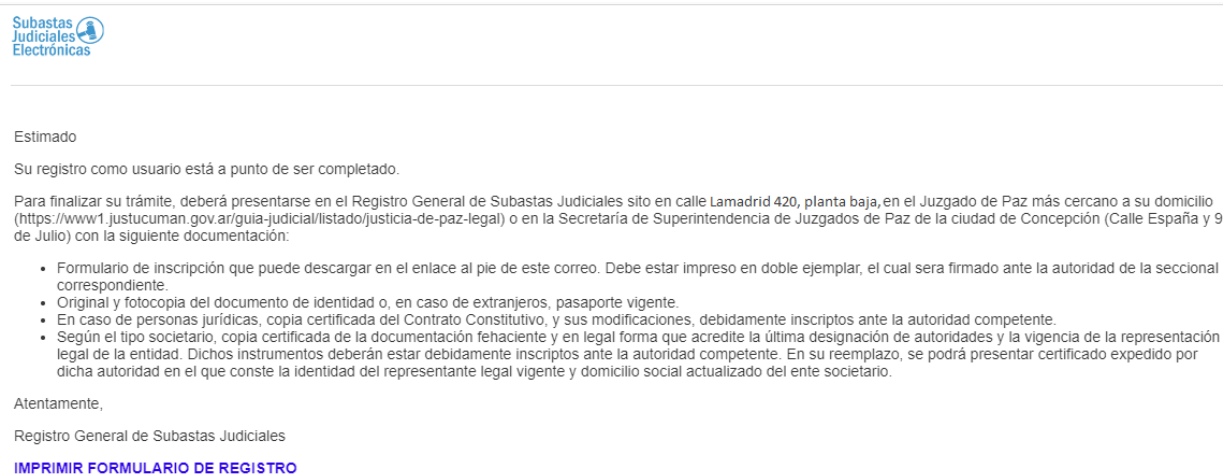 Subastas
Judiciales
Electrónicas
Estimado
Su registro como usuario está a punto de ser completado.
Para finalizar su trámite, deberá presentarse en el Registro General de Subastas Judiciales sito en calle Lamadrid 420, planta baja, en el Juzgado de Paz más cercano a su domicilio
(https://www1.justucuman.gov.ar/guia-judicial/listado/justicia-de-paz-legal) o en la Secretaría de Superintendencia de Juzgados de Paz de la ciudad de Concepción (Calle España y 9
de Julio) con la siguiente documentación:
• Formulario de inscripción que puede descargar en el enlace al pie de este correo. Debe estar impreso en doble ejemplar, el cual sera firmado ante la autoridad de la seccional
correspondiente.
• Original y fotocopia del documento de identidad o, en caso de extranjeros, pasaporte vigente.
• En caso de personas jurídicas, copia certificada del Contrato Constitutivo, y sus modificaciones, debidamente inscriptos ante la autoridad competente.
• Según el tipo societario, copia certificada de la documentación fehaciente y en legal forma que acredite la última designación de autoridades y la vigencia de la representación
legal de la entidad. Dichos instrumentos deberán estar debidamente inscriptos ante la autoridad competente. En su reemplazo, se podrá presentar certificado expedido por
dicha autoridad en el que conste la identidad del representante legal vigente y domicilio social actualizado del ente societario.
Atentamente,
Registro General de Subastas Judiciales
IMPRIMIR FORMULARIO DE REGISTRO